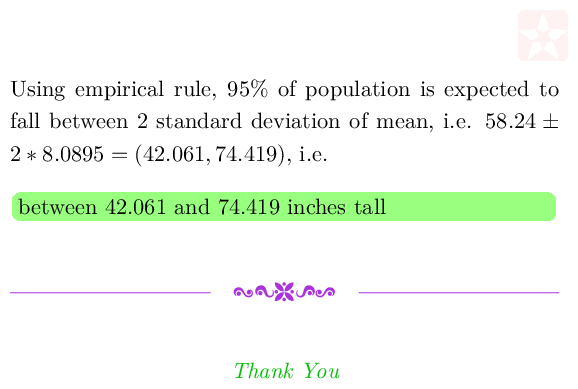 Using empirical rule, 95% of population is expected to
fall between 2 standard deviation of mean, i.e. 58.24 ±
2 ∗ 8.0895 = (42.061, 74.419), i.e.
between 42.061 and 74.419 inches tall
Thank You